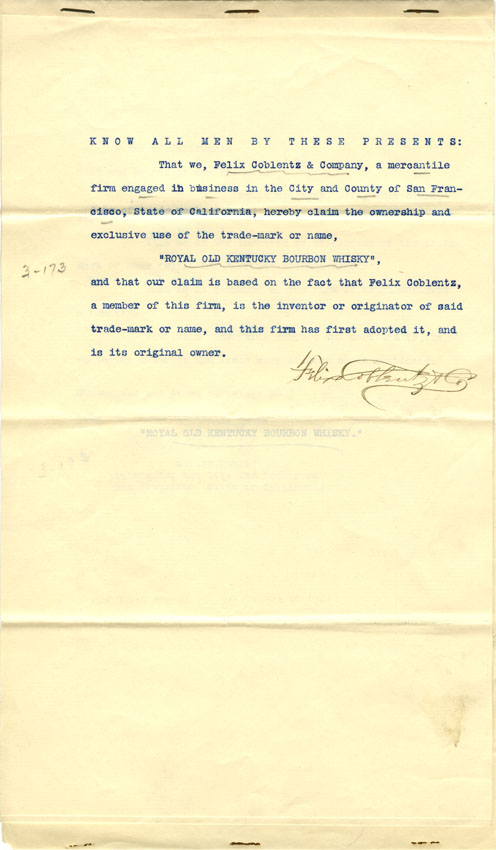 KNOW ALL MEN BY THESE PRESENTS:
That we, Felix Coblentz & Company, a mercantile
firm engaged in business in the City and County of San Fran-
cisco, State of California, hereby claim the ownership and
exclusive use of the trade-mark or name,
"ROYAL OLD KENTUCKY BOURBON WHISKY",
3-173
and that our claim is based on the fact that Felix Coblentz,
a member of this firm, is the inventor or originator of said
trade-mark or name, and this firm has first adopted it, and
is its original owner.
Felix Coblentz & Co
"ROYAL OLD KENTUCKY BOURBON WHISKY."